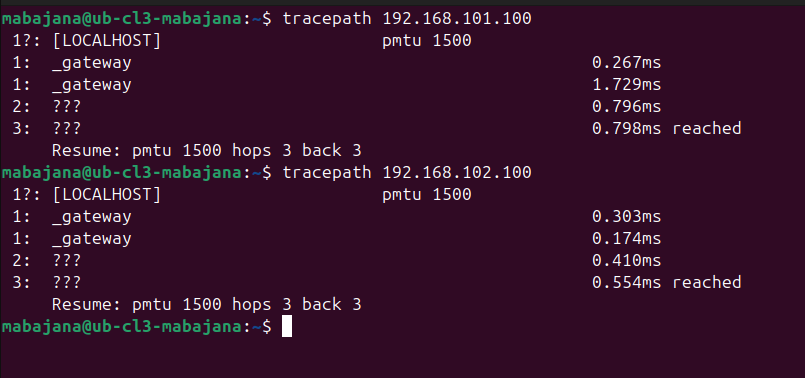 mabajana@ub-cl3-mabajana:~$ tracepath 192.168.101.100
 1?: [LOCALHOST]                      pmtu 1500
 1:  _gateway                                              0.267ms
 1:  _gateway                                              1.729ms
 2:  ???                                                   0.796ms
 3:  ???                                                   0.798ms reached
     Resume: pmtu 1500 hops 3 back 3
mabajana@ub-cl3-mabajana:~$ tracepath 192.168.102.100
 1?: [LOCALHOST]                      pmtu 1500
 1:  _gateway                                              0.303ms
 1:  _gateway                                              0.174ms
 2:  ???                                                   0.410ms
 3:  ???                                                   0.554ms reached
     Resume: pmtu 1500 hops 3 back 3
mabajana@ub-cl3-mabajana:~$